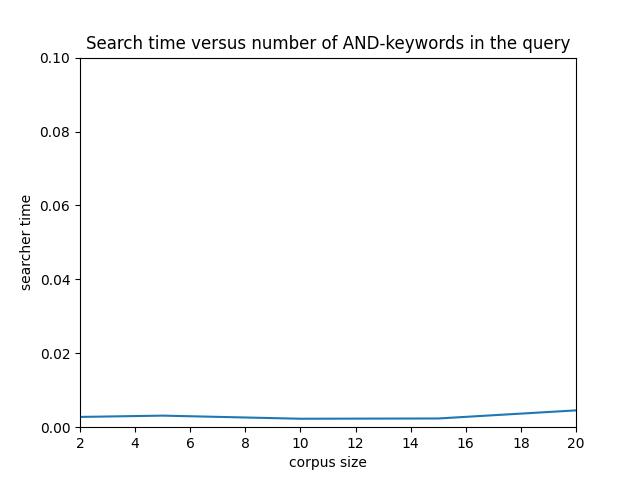 Search time versus number of AND-keywords in the query
0.10
0.08
0.06
0.04
0.02
0.00
searcher time
2 4 6 8 10 12 14 16 18 20
corpus size